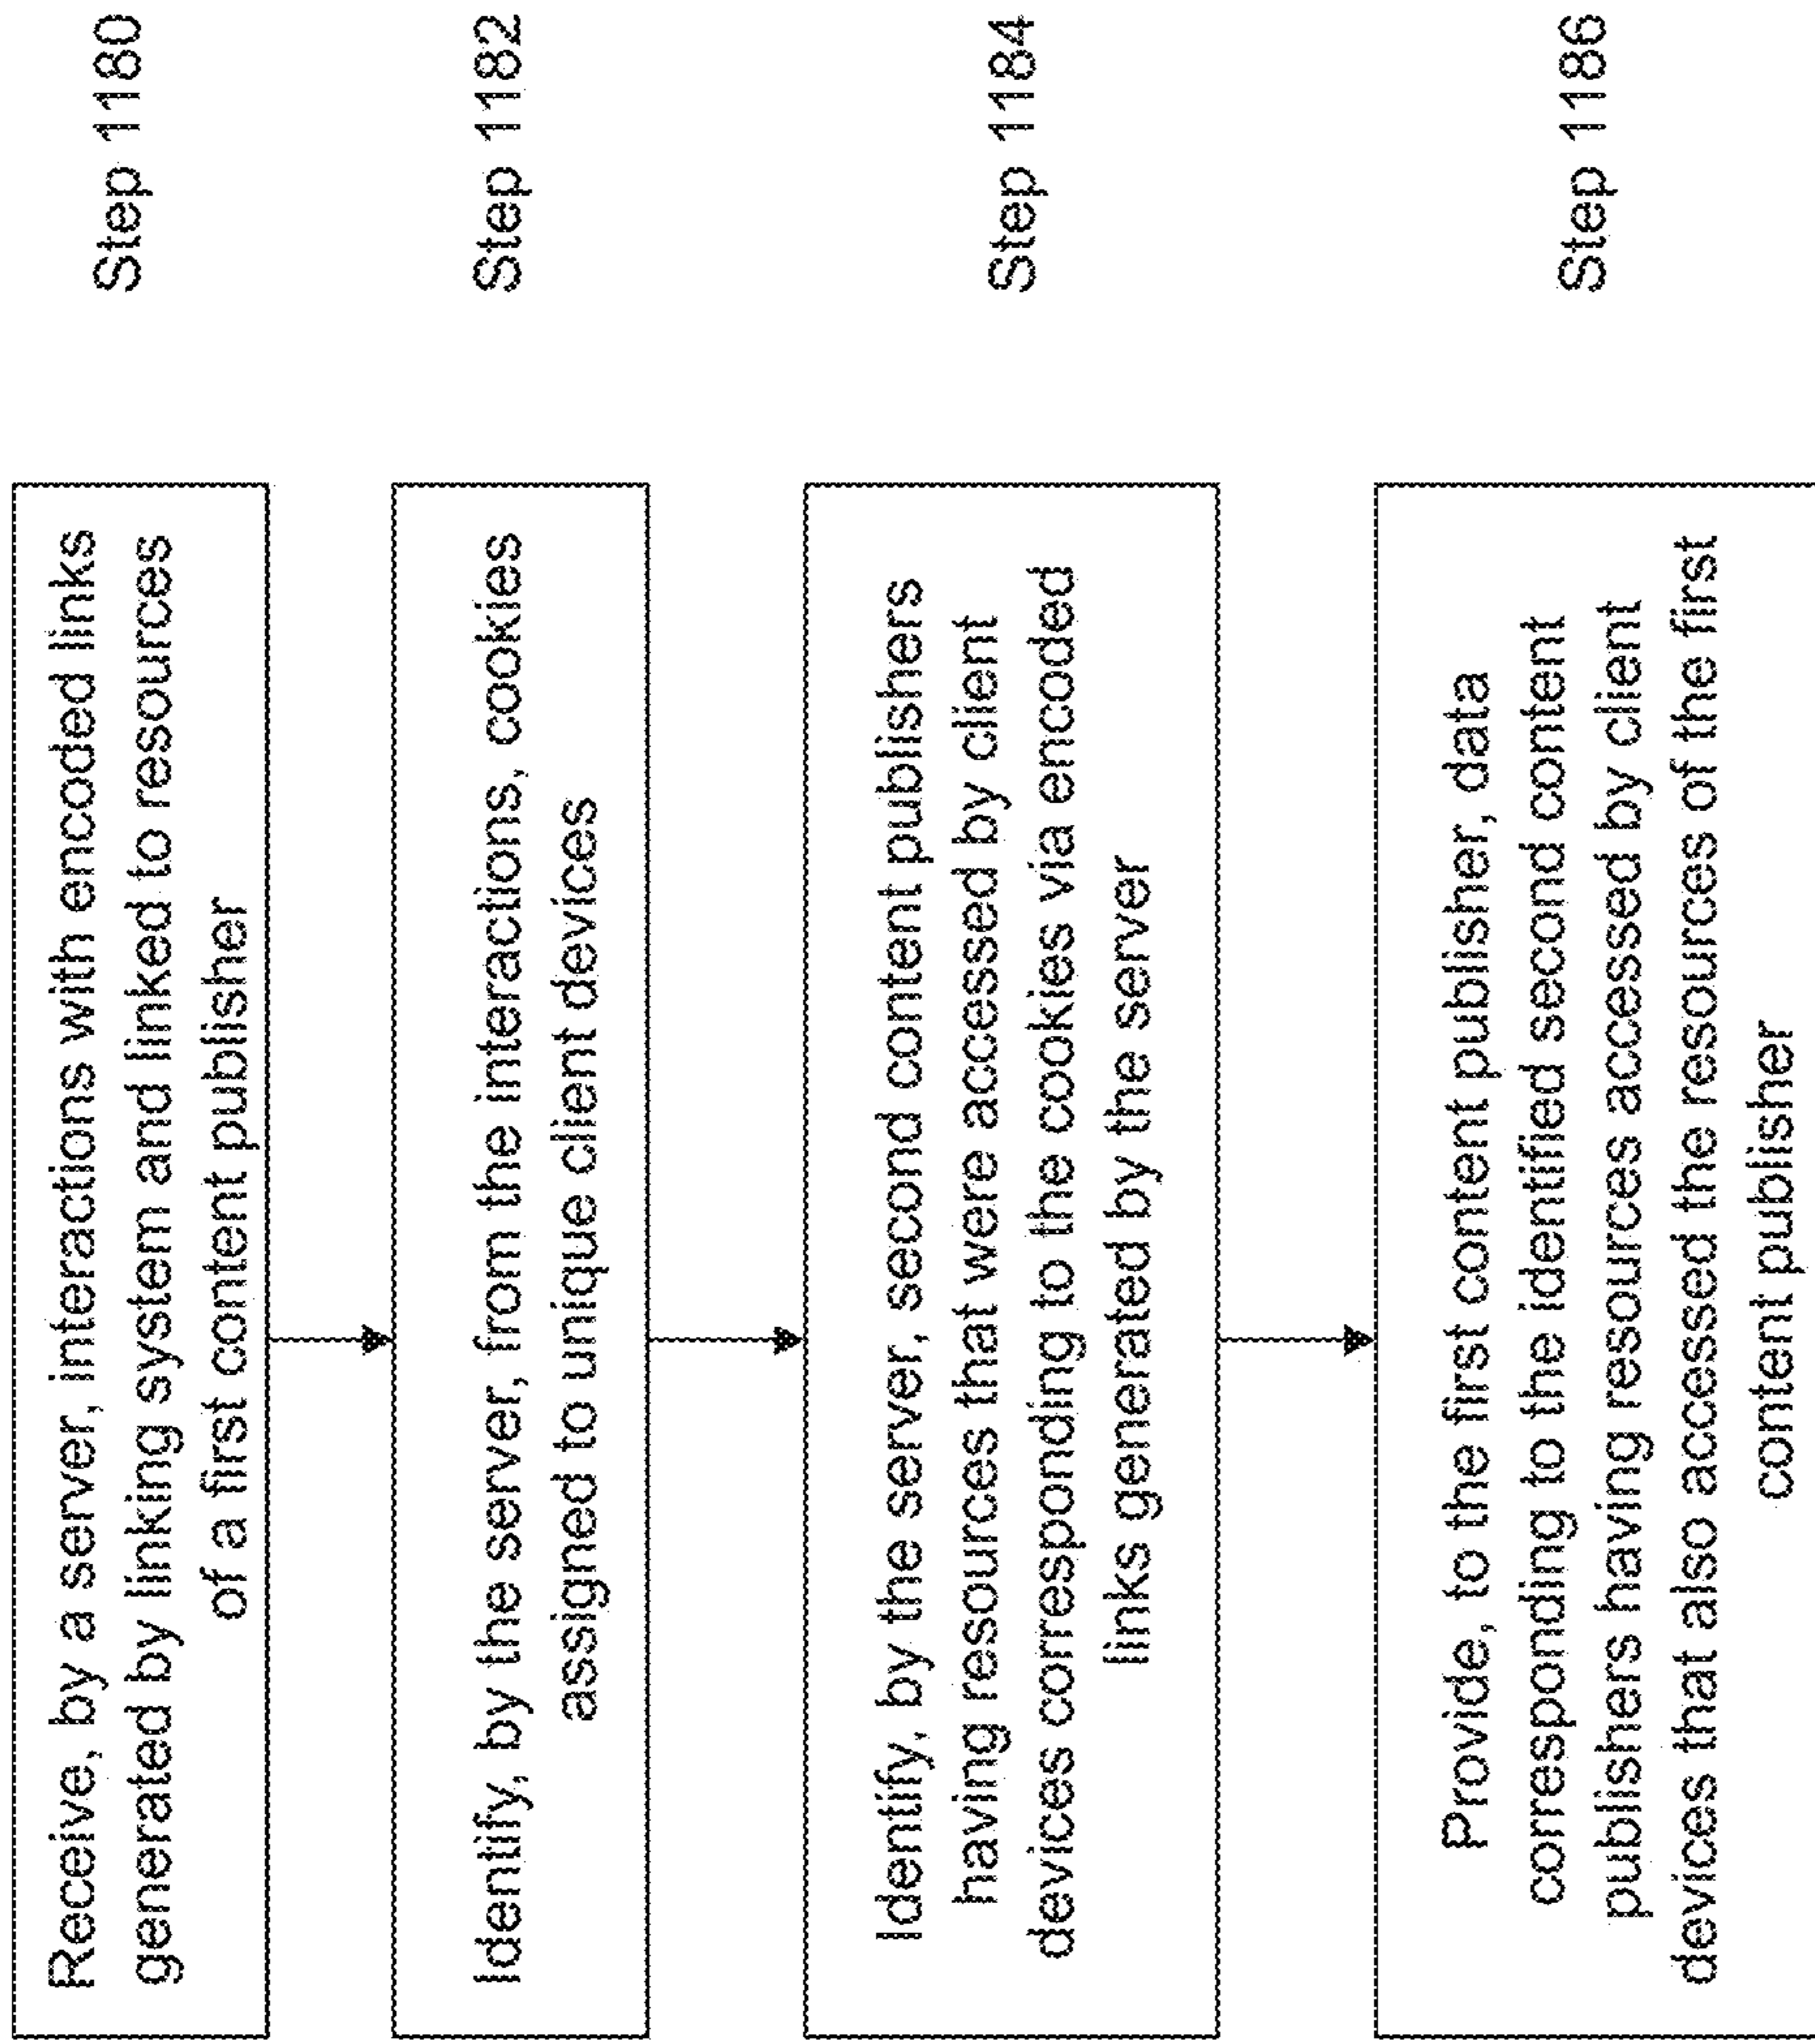 Receive, by a server, interactions with encoded links
generated by linking system and linked to resources
of a first content publisher
Step 1180
Identify, by the server, from the interactions, cookies
assigned to unique client devices
Step 1182
Identify, by the server, second content publishers
having resources that were accessed by client
devices corresponding to the cookies via encoded
links generated by the server
Step 1184
Provide, to the first content publisher, data
corresponding to the identified second content
publishers having resources accessed by client
devices that also accessed the resources of the first
content publisher
Step 1186